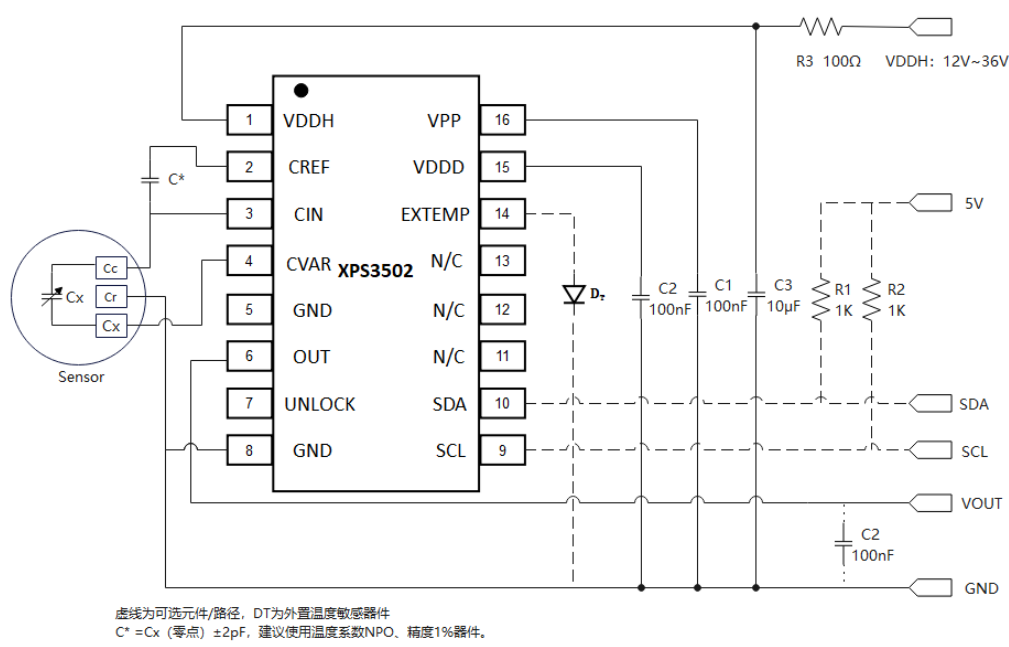 R3 100Ω VDDH：12V~36V
1 VDDH VPP 16
2 CREF VDDD 15
C*
3 CIN EXTEMP 14
5V
4 CVAR XPS3502 N/C 13
Cc
Cx Cr
Cx
Sensor
5 GND N/C 12
6 OUT N/C 11
7 UNLOCK SDA 10
8 GND SCL 9
D?
C2
100nF
C1
100nF
C3
10μF
R1
1K
R2
1K
SDA
SCL
VOUT
C2
100nF
GND
虚线为可选元件/路径，DT为外置温度敏感器件
C* =Cx（零点）±2pF，建议使用温度系数NPO、精度1%器件。